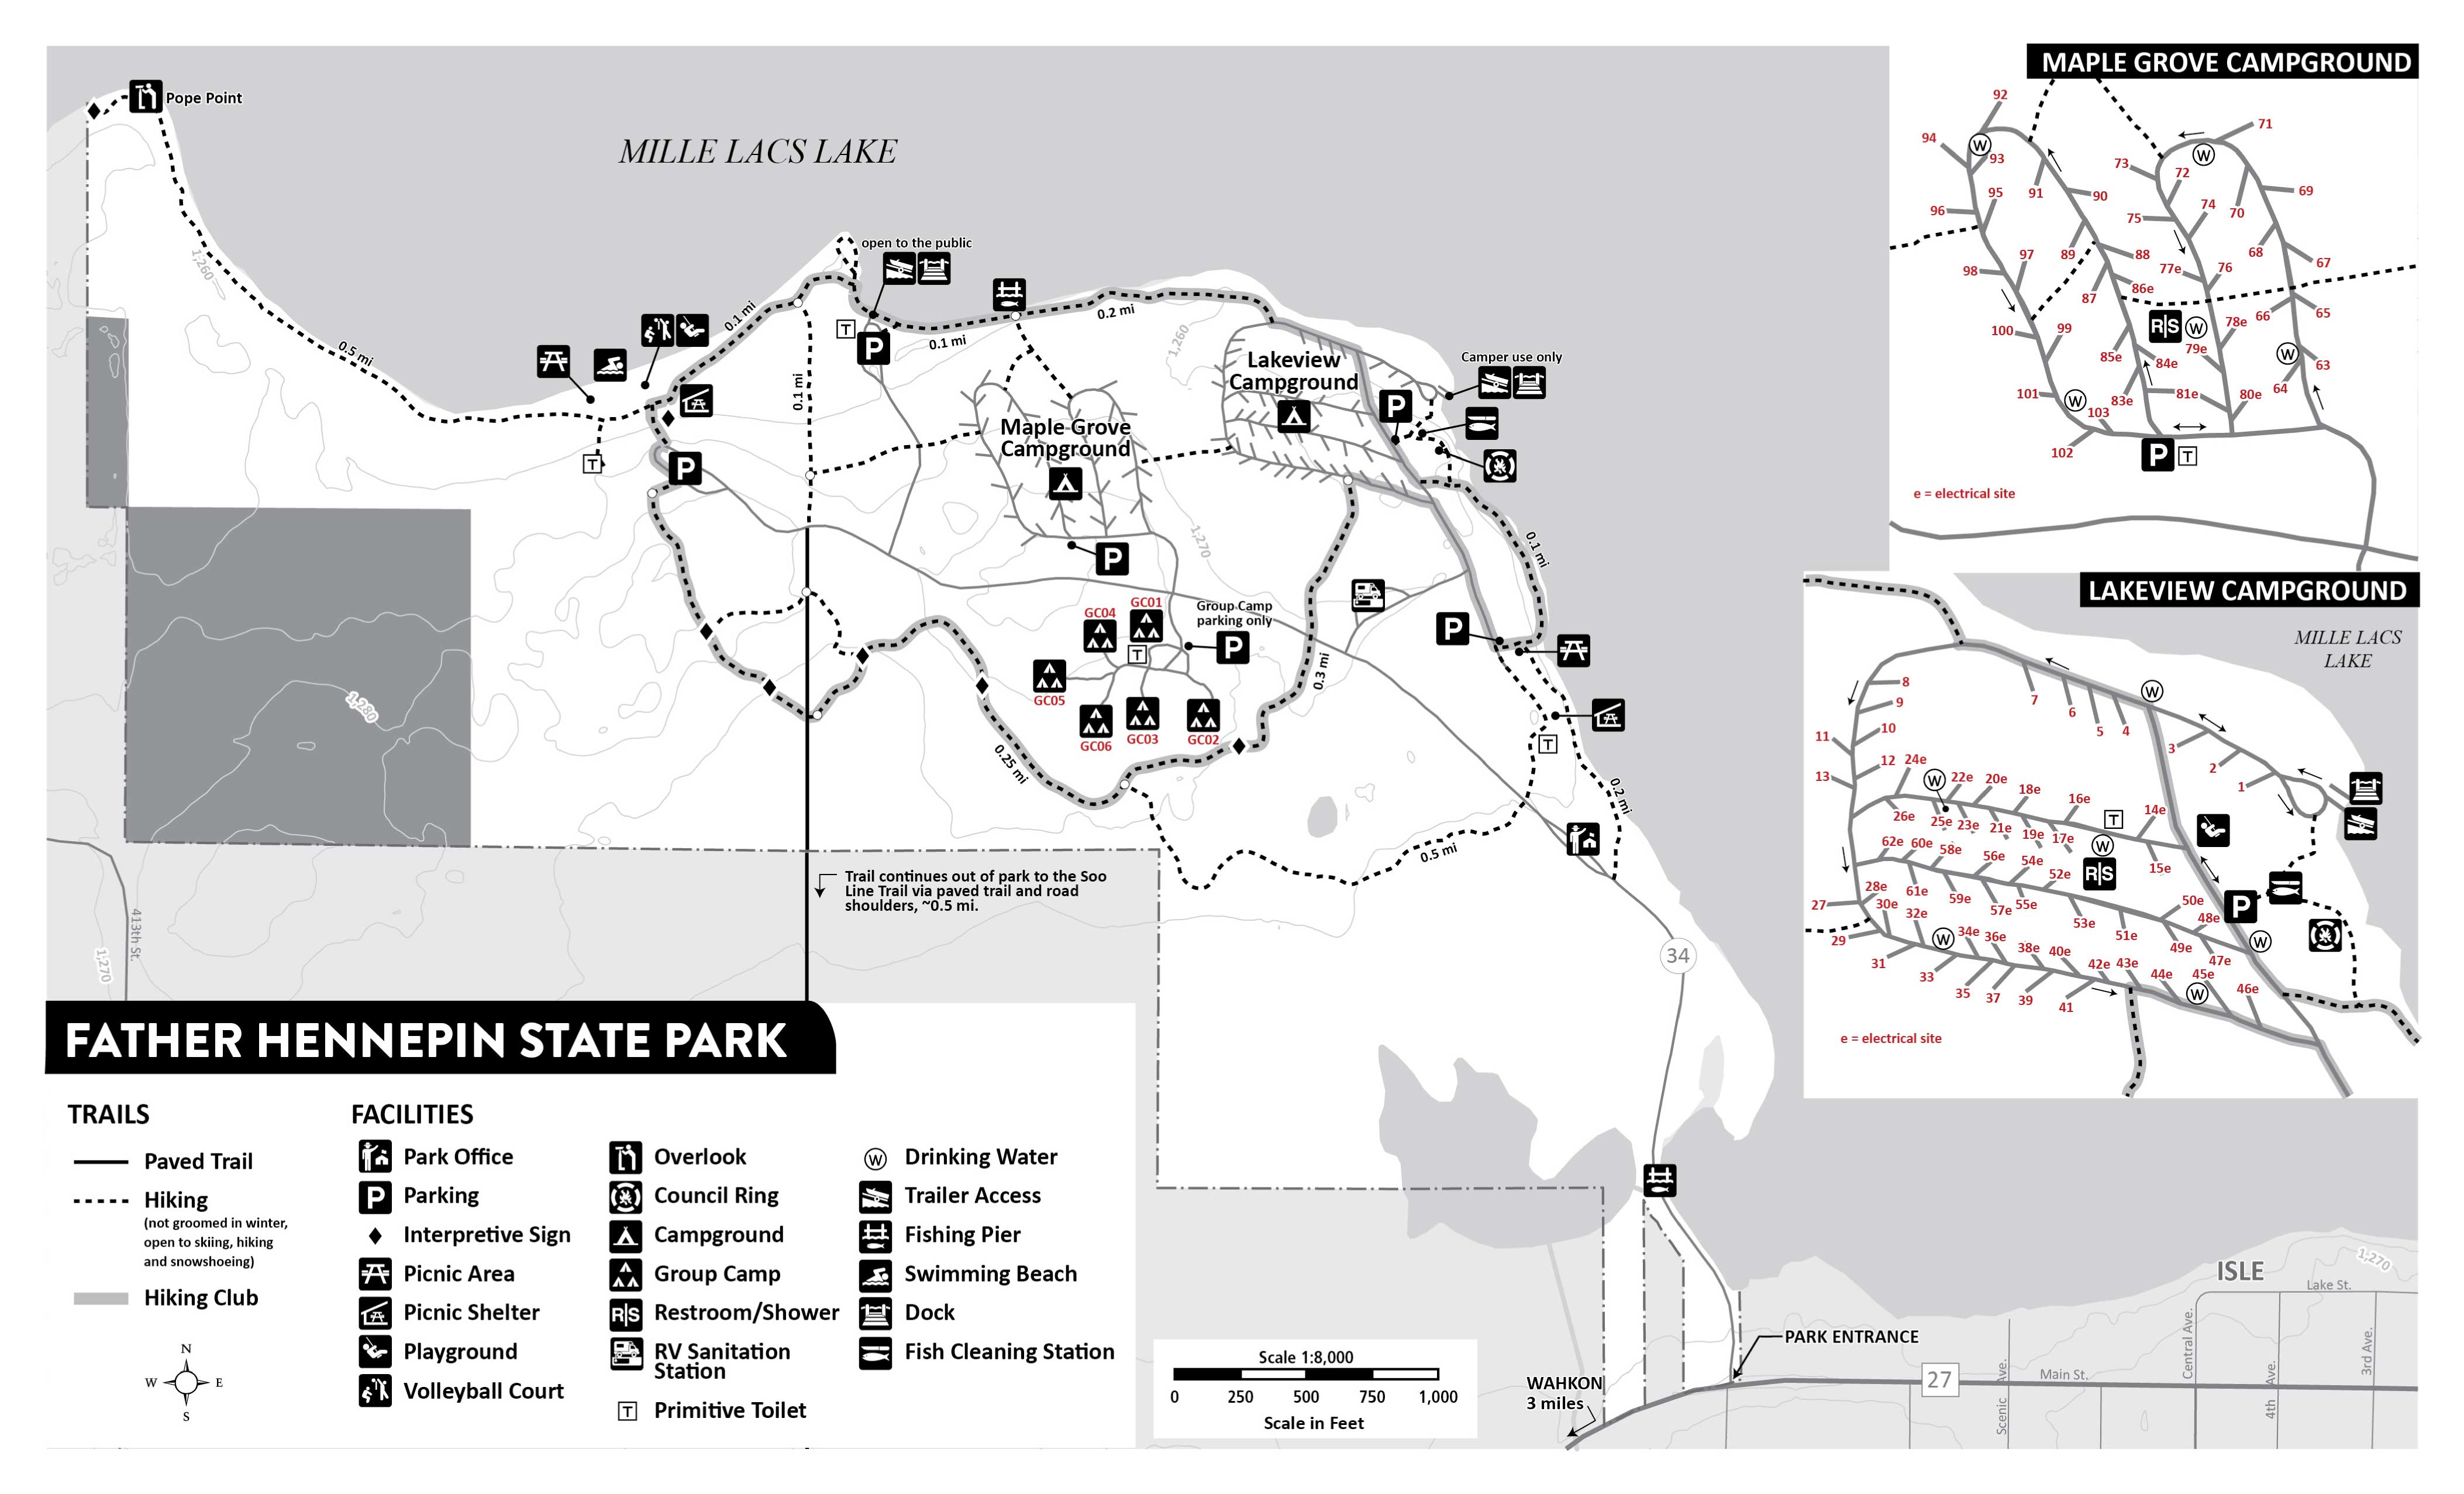 Pope Point
MILLE LACS LAKE
1,260
0.5 mi
open to the public
T
P
0.1 mi
0.1 mi
0.1 mi
0.2 mi
1,260
T
P
Lakeview
Campground
Camper use only
P
Maple Grove
Campground
1,270
P
0.1 mi
GC04
GC01
Group Camp
parking only
T
P
P
GC05
GC06
GC03
GC02
0.3 mi
0.25 mi
T
0.2 mi
0.5 mi
1,280
Trail continues out of park to the Soo
Line Trail via paved trail and road
shoulders, ~0.5 mi.
413th St.
1,270
34
MAPLE GROVE CAMPGROUND
92
71
94
W
93
W
73
72
91
90
69
95
96
74
75
70
97
89
88
68
67
98
77e
76
87
86e
100
99
R|S
W
78e
66
65
85e
84e
79e
W
63
101
W
103
83e
81e
80e
64
102
P
T
e = electrical site
LAKEVIEW CAMPGROUND
MILLE LACS
LAKE
8
9
7
W
6
5
4
11
10
3
2
1
12
24e
13
W
22e
20e
18e
16e
14e
T
26e
25e
23e
21e
19e
17e
W
15e
62e
60e
58e
56e
54e
52e
R|S
28e
61e
59e
57e
55e
53e
51e
50e
48e
P
27
30e
32e
29
W
34e
36e
38e
40e
42e
43e
44e
45e
49e
47e
W
31
33
35
37
39
41
W
46e
e = electrical site
FATHER HENNEPIN STATE PARK
TRAILS
Paved Trail
Hiking
(not groomed in winter,
open to skiing, hiking
and snowshoeing)
Hiking Club
N
W
E
S
FACILITIES
Park Office
P
Parking
Interpretive Sign
Picnic Area
Picnic Shelter
Playground
Volleyball Court
Overlook
Council Ring
Campground
Group Camp
R|S
Restroom/Shower
RV Sanitation
Station
T
Primitive Toilet
W
Drinking Water
Trailer Access
Fishing Pier
Swimming Beach
Dock
Fish Cleaning Station
Scale 1:8,000
0 250 500 750 1,000
Scale in Feet
WAHKON
3 miles
PARK ENTRANCE
27
ISLE
1,270
Lake St.
Main St.
Scenic Ave.
Central Ave.
4th Ave.
3rd Ave.